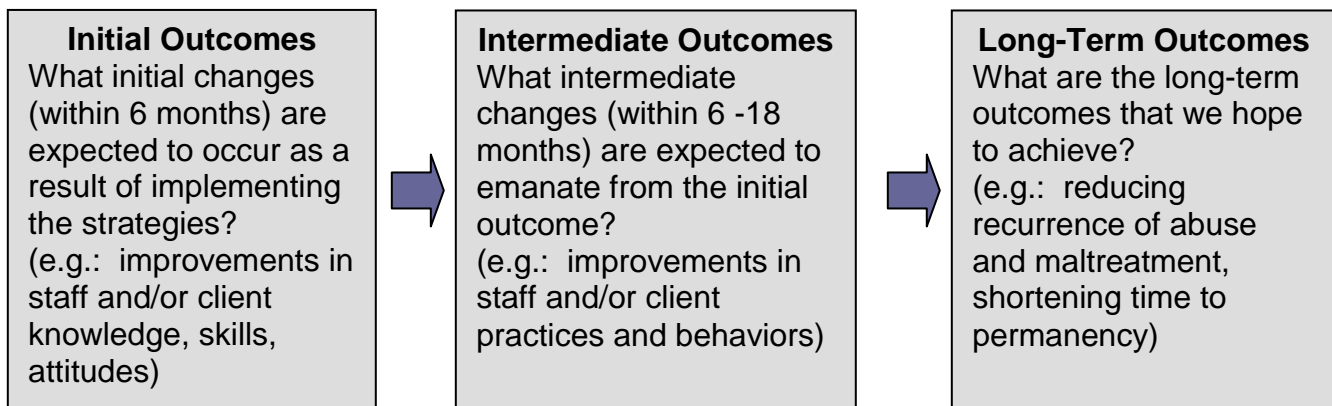 Initial Outcomes
What initial changes
(within 6 months) are
expected to occur as a
result of implementing
the strategies?
(e.g.: improvements in
staff and/or client
knowledge, skills,
attitudes)
Intermediate Outcomes
What intermediate
changes (within 6 -18
months) are expected to
emanate from the initial
outcome?
(e.g.: improvements in
staff and/or client
practices and behaviors)
Long-Term Outcomes
What are the long-term
outcomes that we hope
to achieve?
(e.g.: reducing
recurrence of abuse
and maltreatment,
shortening time to
permanency)